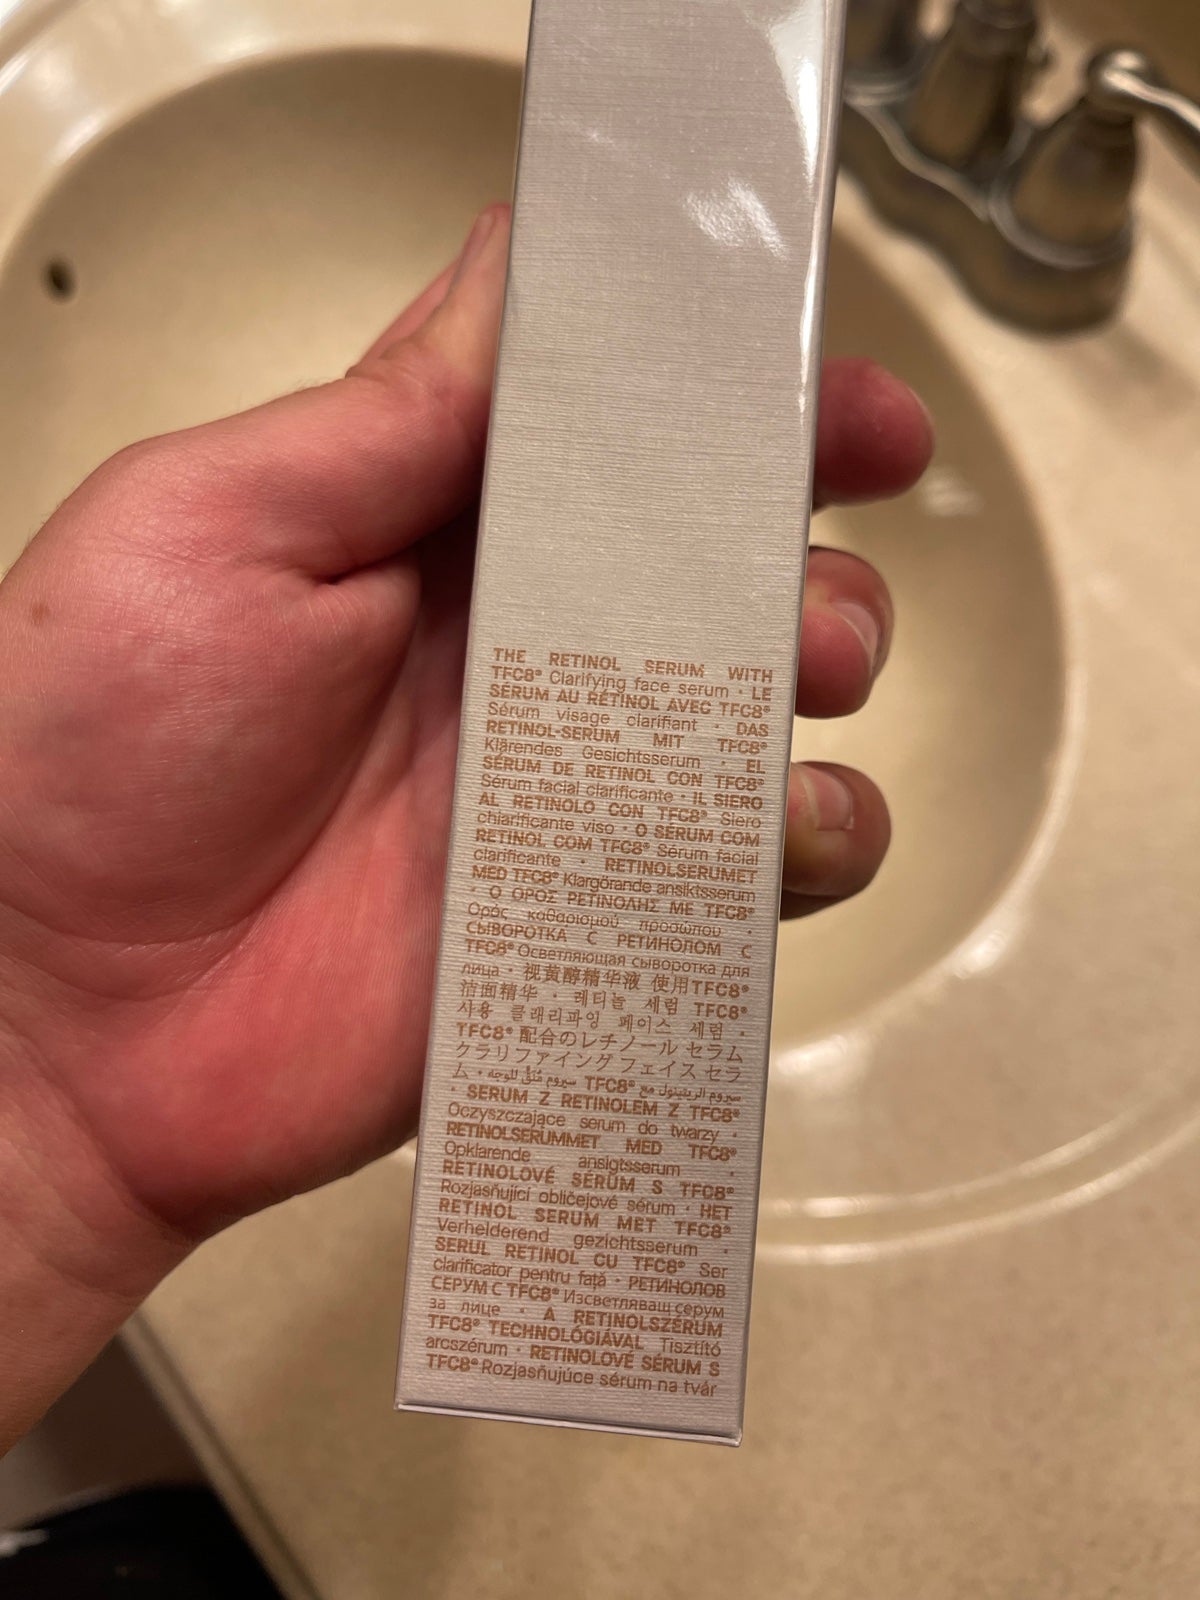 THE RETINOL SERUM WITH
TFC8® Clarifying face serum · LE
SÉRUM AU RÉTINOL AVEC TFC8®
Sérum visage clarifiant · DAS
RETINOL-SERUM MIT TFC8®
Klärendes Gesichtsserum · EL
SÉRUM DE RETINOL CON TFC8®
Sérum facial clarificante · IL SIERO
AL RETINOLO CON TFC8® Siero
chiarificante viso · O SÉRUM COM
RETINOL COM TFC8® Sérum facial
clarificante · RETINOLSERUMET
MED TFC8® Klargörande ansiktsserum
· Ο ΟΡΟΣ ΡΕΤΙΝΟΛΗΣ ΜΕ TFC8®
Ορός καθαρισμού προσώπου ·
СЫВОРОТКА С РЕТИНОЛОМ С
TFC8® Осветляющая сыворотка для
лица · 视黄醇精华液 使用TFC8®
洁面精华 · 레티놀 세럼 TFC8®
사용 클래리파잉 페이스 세럼 ·
TFC8® 配合のレチノール セラム
クラリファイング フェイス セラ
ム · سيروم الريتينول مع TFC8® سيروم مُنَقٍّ للوجه
· SERUM Z RETINOLEM Z TFC8®
Oczyszczające serum do twarzy ·
RETINOLSERUMMET MED TFC8®
Opklarende ansigtsserum ·
RETINOLOVÉ SÉRUM S TFC8®
Rozjasňující obličejové sérum · HET
RETINOL SERUM MET TFC8®
Verhelderend gezichtsserum ·
SERUL RETINOL CU TFC8® Ser
clarificator pentru față · РЕТИНОЛОВ
СЕРУМ С TFC8® Изсветляващ серум
за лице · A RETINOLSZÉRUM
TFC8® TECHNOLÓGIÁVAL Tisztító
arcszérum · RETINOLOVÉ SÉRUM S
TFC8® Rozjasňujúce sérum na tvár